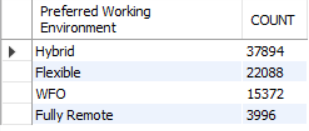 Preferred Working
Environment COUNT
Hybrid 37894
Flexible 22088
WFO 15372
Fully Remote 3996